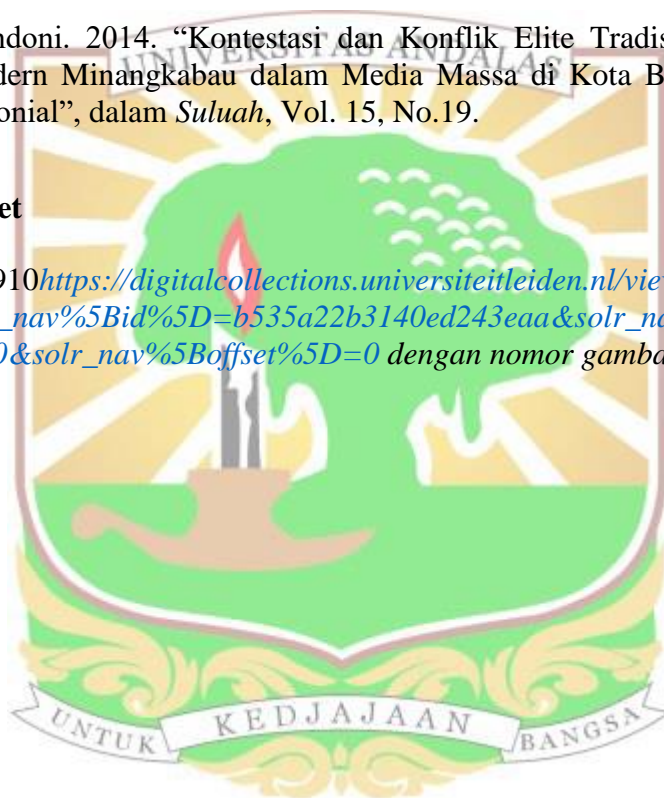 ndoni. 2014. “Kontestasi dan Konflik Elite Tradis
dern Minangkabau dalam Media Massa di Kota B
onial”, dalam Suluah, Vol. 15, No.19.
UNIVERSITAS ANDALAS
et
910https://digitalcollections.universiteitleiden.nl/view
_nav%5Bid%5D=b535a22b3140ed243eaa&solr_na
0&solr_nav%5Boffset%5D=0 dengan nomor gamba
UNTUK KEDJAJAAN BANGSA